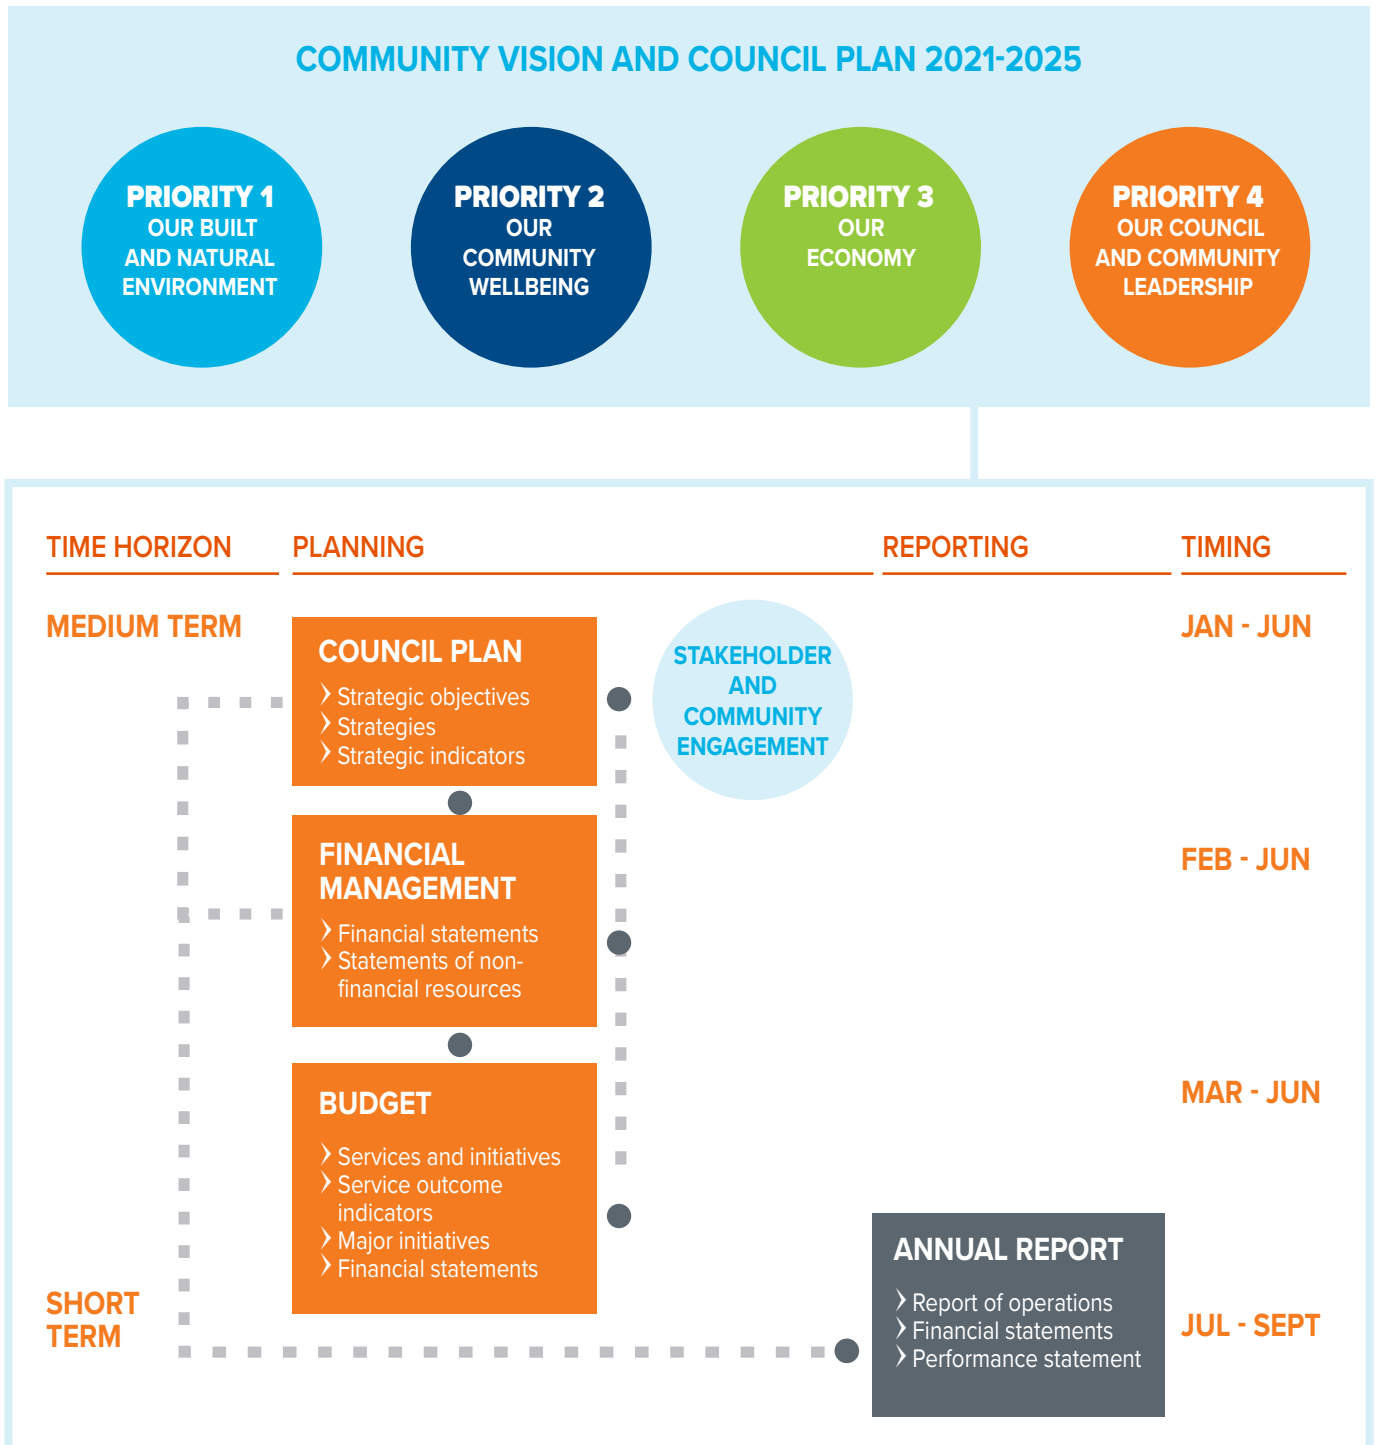 COMMUNITY VISION AND COUNCIL PLAN 2021-2025
PRIORITY 1
OUR BUILT
AND NATURAL
ENVIRONMENT
PRIORITY 2
OUR
COMMUNITY
WELLBEING
PRIORITY 3
OUR
ECONOMY
PRIORITY 4
OUR COUNCIL
AND COMMUNITY
LEADERSHIP
TIME HORIZON
PLANNING
REPORTING
TIMING
MEDIUM TERM
COUNCIL PLAN
Strategic objectives
Strategies
Strategic indicators
STAKEHOLDER
AND
COMMUNITY
ENGAGEMENT
JAN - JUN
FINANCIAL
MANAGEMENT
Financial statements
Statements of non-
financial resources
FEB - JUN
BUDGET
Services and initiatives
Service outcome
indicators
Major initiatives
Financial statements
MAR - JUN
SHORT
TERM
ANNUAL REPORT
Report of operations
Financial statements
Performance statement
JUL - SEPT